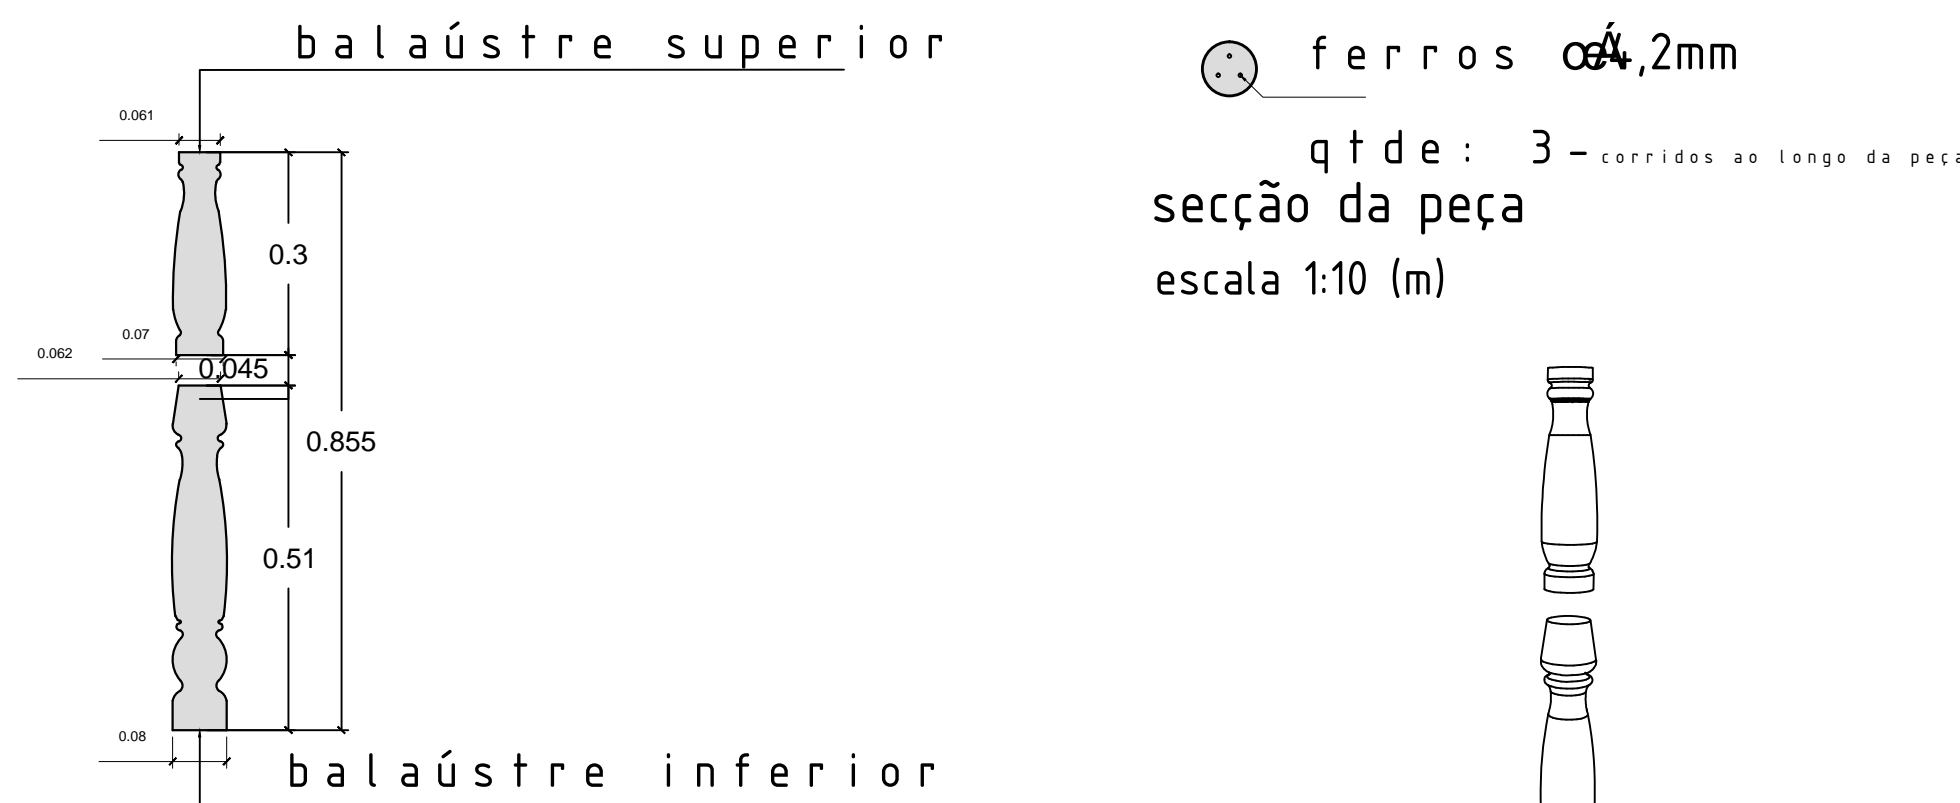 balaústre superior
0.061
0.3
0.07
0.062
0.045
0.855
0.51
0.08
balaústre inferior
ferros ,2mm
qtde: 3 - corridos ao longo da peça
secção da peça
escala 1:10 (m)